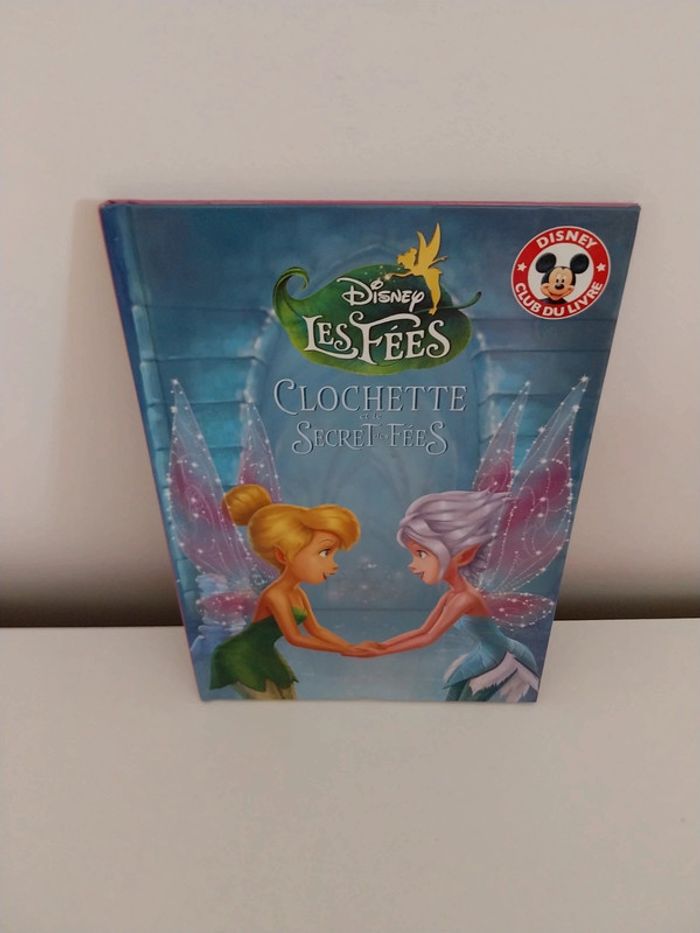 DISNEY
CLUB DU LIVRE
Disney
LES FÉES
CLOCHETTE
et le
SECRET des FÉES